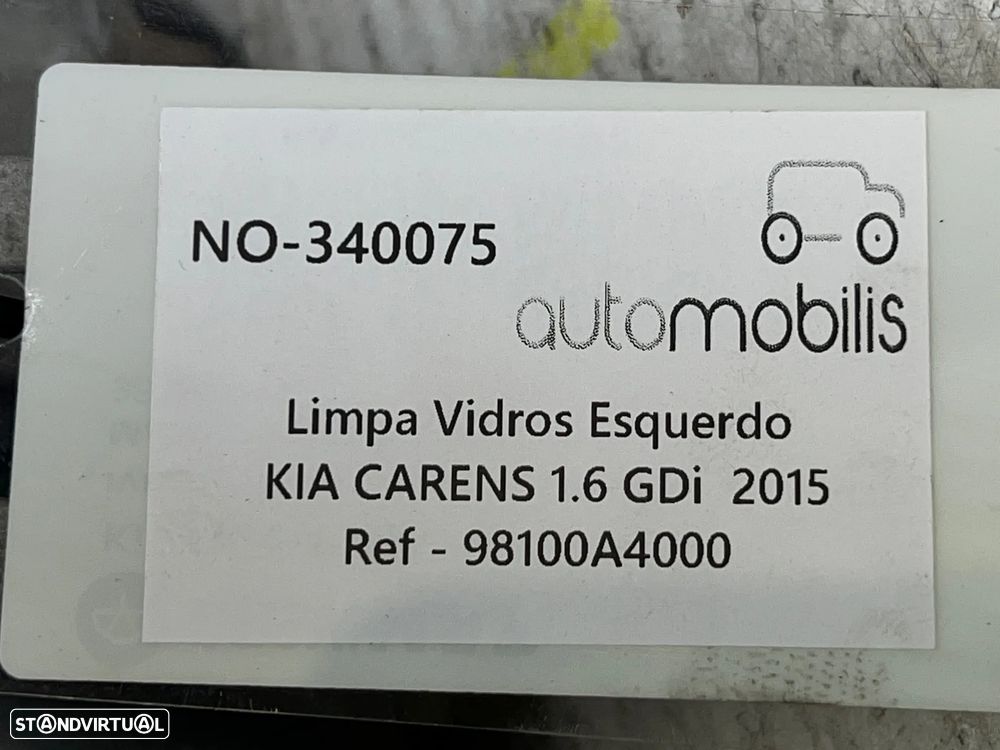 NO-340075
automobilis
Limpa Vidros Esquerdo
KIA CARENS 1.6 GDi 2015
Ref - 98100A4000
STANDVIRTUAL